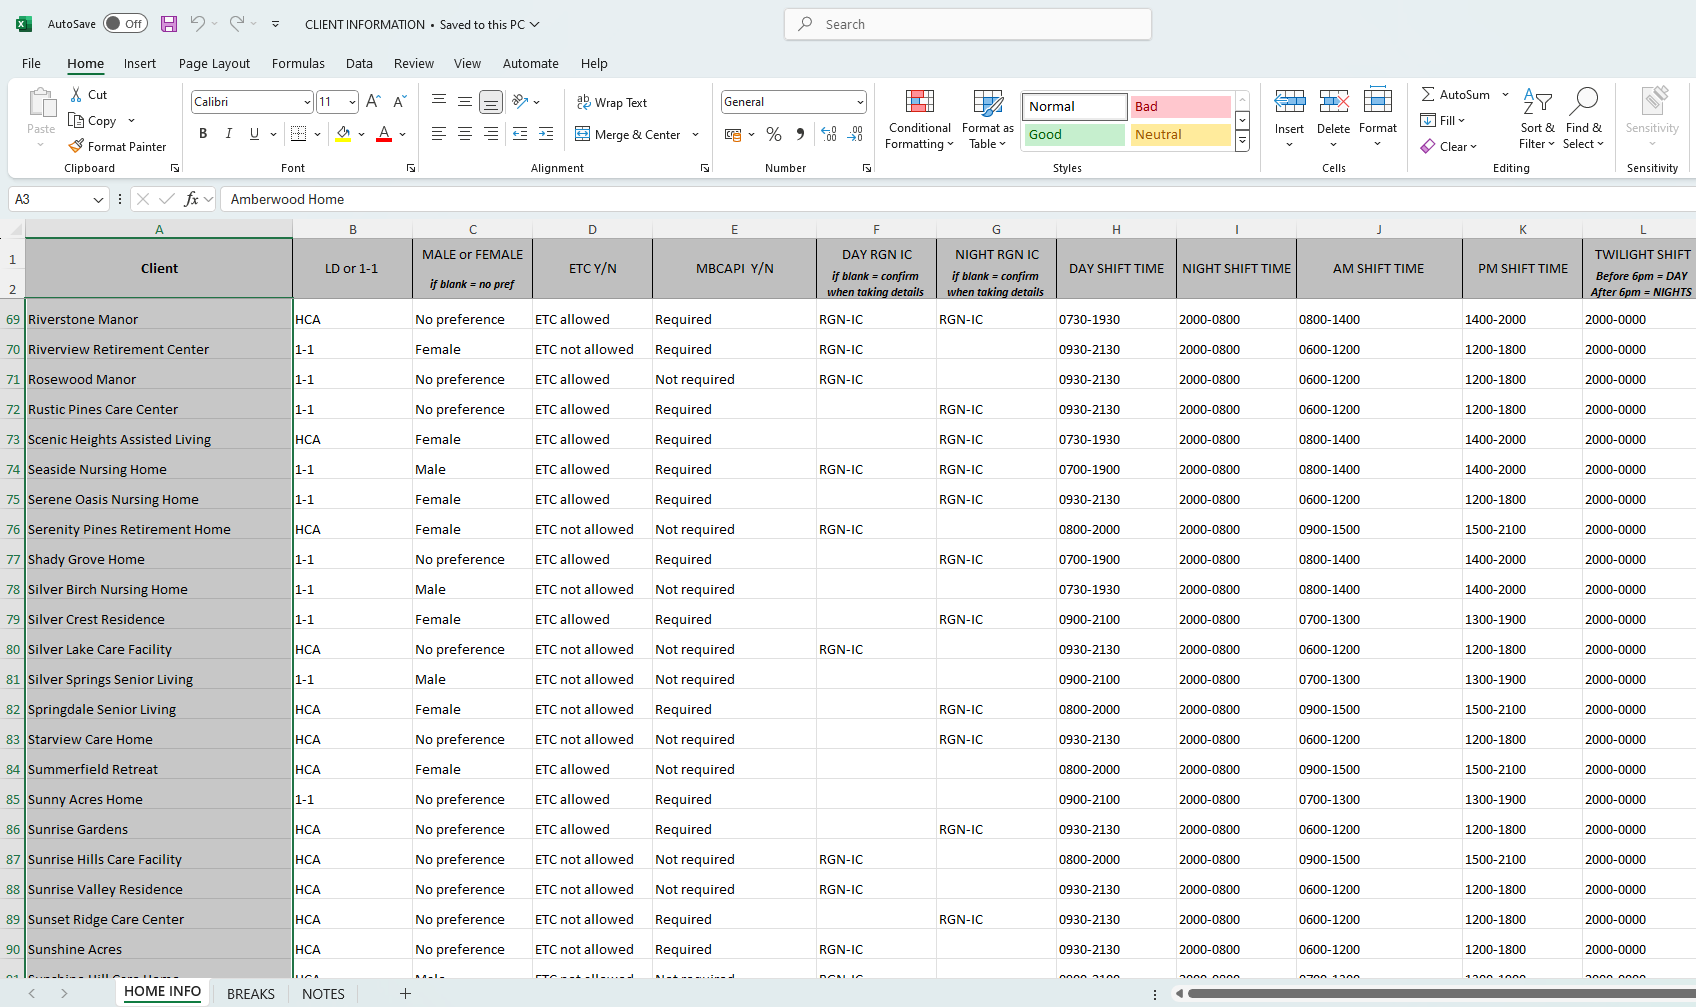 AutoSave Off CLIENT INFORMATION • Saved to this PC Search
File Home Insert Page Layout Formulas Data Review View Automate Help
Paste Cut Copy Format Painter Clipboard
Calibri 11 B I U A Font
Wrap Text Merge & Center Alignment
General % Number
Conditional Formatting Format as Table Normal Bad Good Neutral Styles
Insert Delete Format Cells
AutoSum Fill Clear Sort & Filter Find & Select Editing
Sensitivity Sensitivity
A3 fx Amberwood Home
A B C D E F G H I J K L
1 Client LD or 1-1 MALE or FEMALE ETC Y/N MBCAPI Y/N DAY RGN IC NIGHT RGN IC DAY SHIFT TIME NIGHT SHIFT TIME AM SHIFT TIME PM SHIFT TIME TWILIGHT SHIFT
if blank = no pref if blank = confirm if blank = confirm Before 6pm = DAY
2 when taking details when taking details After 6pm = NIGHTS
69 Riverstone Manor HCA No preference ETC allowed Required RGN-IC RGN-IC 0730-1930 2000-0800 0800-1400 1400-2000 2000-0000
70 Riverview Retirement Center 1-1 Female ETC not allowed Required RGN-IC 0930-2130 2000-0800 0600-1200 1200-1800 2000-0000
71 Rosewood Manor 1-1 No preference ETC allowed Not required RGN-IC 0930-2130 2000-0800 0600-1200 1200-1800 2000-0000
72 Rustic Pines Care Center 1-1 No preference ETC allowed Required RGN-IC 0930-2130 2000-0800 0600-1200 1200-1800 2000-0000
73 Scenic Heights Assisted Living HCA Female ETC allowed Required RGN-IC 0730-1930 2000-0800 0800-1400 1400-2000 2000-0000
74 Seaside Nursing Home 1-1 Male ETC allowed Required RGN-IC RGN-IC 0700-1900 2000-0800 0800-1400 1400-2000 2000-0000
75 Serene Oasis Nursing Home 1-1 Female ETC allowed Required RGN-IC 0930-2130 2000-0800 0600-1200 1200-1800 2000-0000
76 Serenity Pines Retirement Home HCA Female ETC not allowed Not required RGN-IC 0800-2000 2000-0800 0900-1500 1500-2100 2000-0000
77 Shady Grove Home 1-1 No preference ETC allowed Required RGN-IC 0700-1900 2000-0800 0800-1400 1400-2000 2000-0000
78 Silver Birch Nursing Home 1-1 Male ETC not allowed Not required 0730-1930 2000-0800 0800-1400 1400-2000 2000-0000
79 Silver Crest Residence 1-1 Female ETC allowed Required RGN-IC 0900-2100 2000-0800 0700-1300 1300-1900 2000-0000
80 Silver Lake Care Facility HCA No preference ETC not allowed Not required RGN-IC 0930-2130 2000-0800 0600-1200 1200-1800 2000-0000
81 Silver Springs Senior Living 1-1 Male ETC not allowed Not required 0900-2100 2000-0800 0700-1300 1300-1900 2000-0000
82 Springdale Senior Living HCA Female ETC not allowed Required RGN-IC 0800-2000 2000-0800 0900-1500 1500-2100 2000-0000
83 Starview Care Home HCA No preference ETC not allowed Not required RGN-IC 0930-2130 2000-0800 0600-1200 1200-1800 2000-0000
84 Summerfield Retreat HCA Female ETC allowed Not required 0800-2000 2000-0800 0900-1500 1500-2100 2000-0000
85 Sunny Acres Home 1-1 No preference ETC allowed Required 0900-2100 2000-0800 0700-1300 1300-1900 2000-0000
86 Sunrise Gardens HCA No preference ETC allowed Required RGN-IC 0930-2130 2000-0800 0600-1200 1200-1800 2000-0000
87 Sunrise Hills Care Facility HCA No preference ETC not allowed Not required RGN-IC 0800-2000 2000-0800 0900-1500 1500-2100 2000-0000
88 Sunrise Valley Residence HCA No preference ETC not allowed Not required RGN-IC 0930-2130 2000-0800 0600-1200 1200-1800 2000-0000
89 Sunset Ridge Care Center HCA No preference ETC not allowed Required RGN-IC 0930-2130 2000-0800 0600-1200 1200-1800 2000-0000
90 Sunshine Acres HCA No preference ETC not allowed Required RGN-IC 0930-2130 2000-0800 0600-1200 1200-1800 2000-0000
HOME INFO BREAKS NOTES